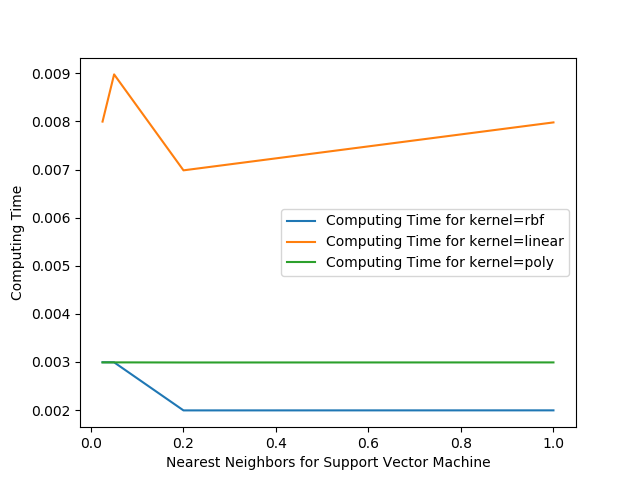 0.009
0.008
0.007
0.006
0.005
0.004
0.003
0.002
Computing Time
Computing Time for kernel=rbf
Computing Time for kernel=linear
Computing Time for kernel=poly
0.0 0.2 0.4 0.6 0.8 1.0
Nearest Neighbors for Support Vector Machine